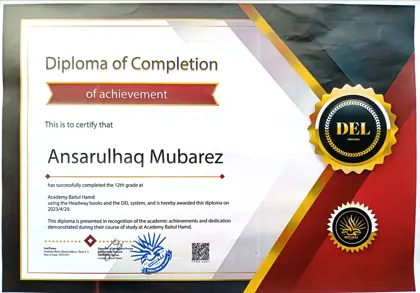 Diploma of Completion
of achievement
This is to certify that
Ansarulhaq Mubarez
has successfully completed the 12th grade at
Academy Baitul Hamd
using the Headway books and the DEL system, and is hereby awarded this diploma on
2023/4/29.
This diploma is presented in recognition of the academic achievements and dedication
demonstrated during their course of study at Academy Baitul Hamd.
DEL